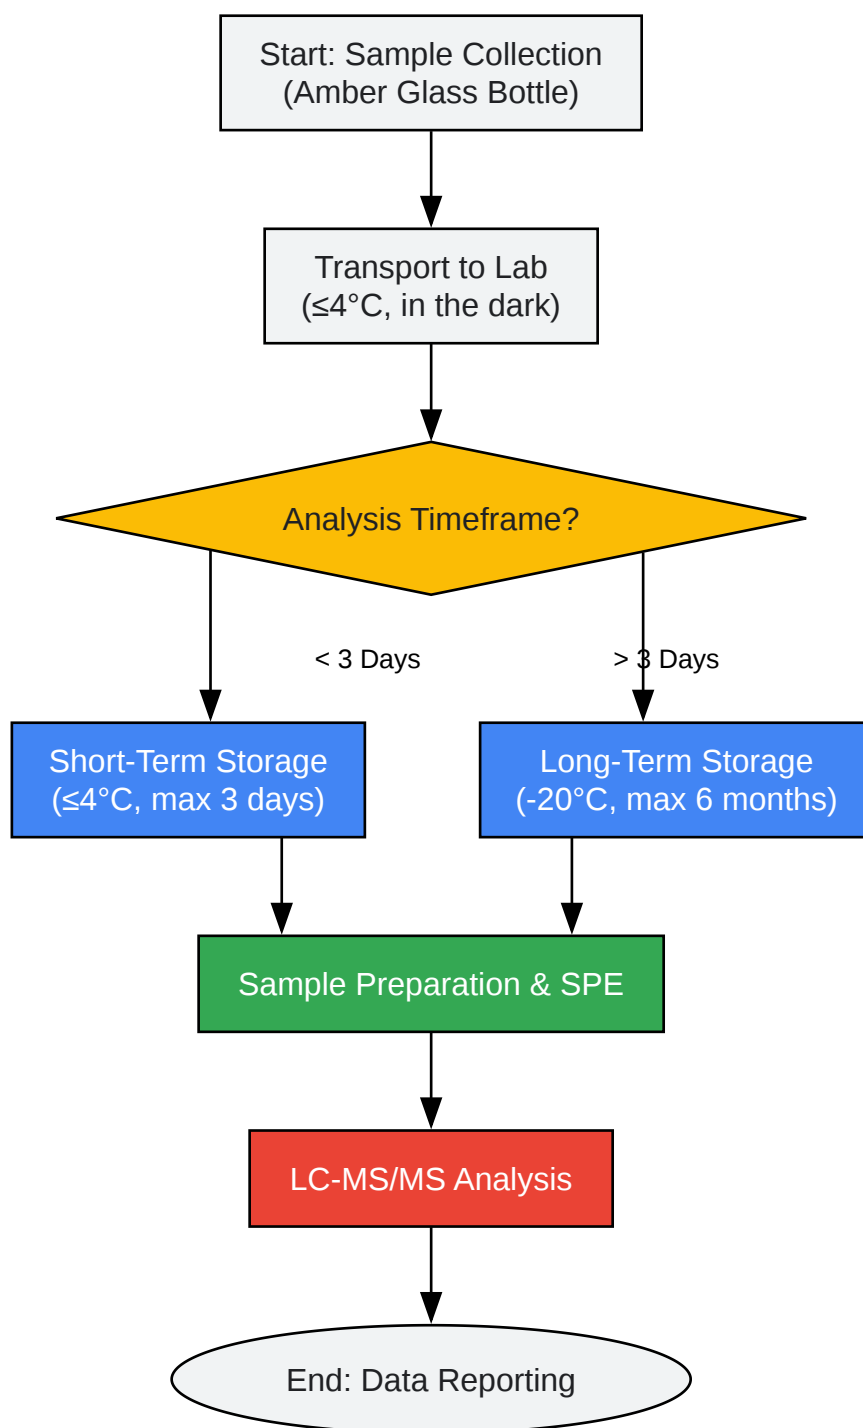 Start: Sample Collection
(Amber Glass Bottle)
Transport to Lab
(≤4°C, in the dark)
Analysis Timeframe?
< 3 Days
> 3 Days
Short-Term Storage
(≤4°C, max 3 days)
Long-Term Storage
(-20°C, max 6 months)
Sample Preparation & SPE
LC-MS/MS Analysis
End: Data Reporting